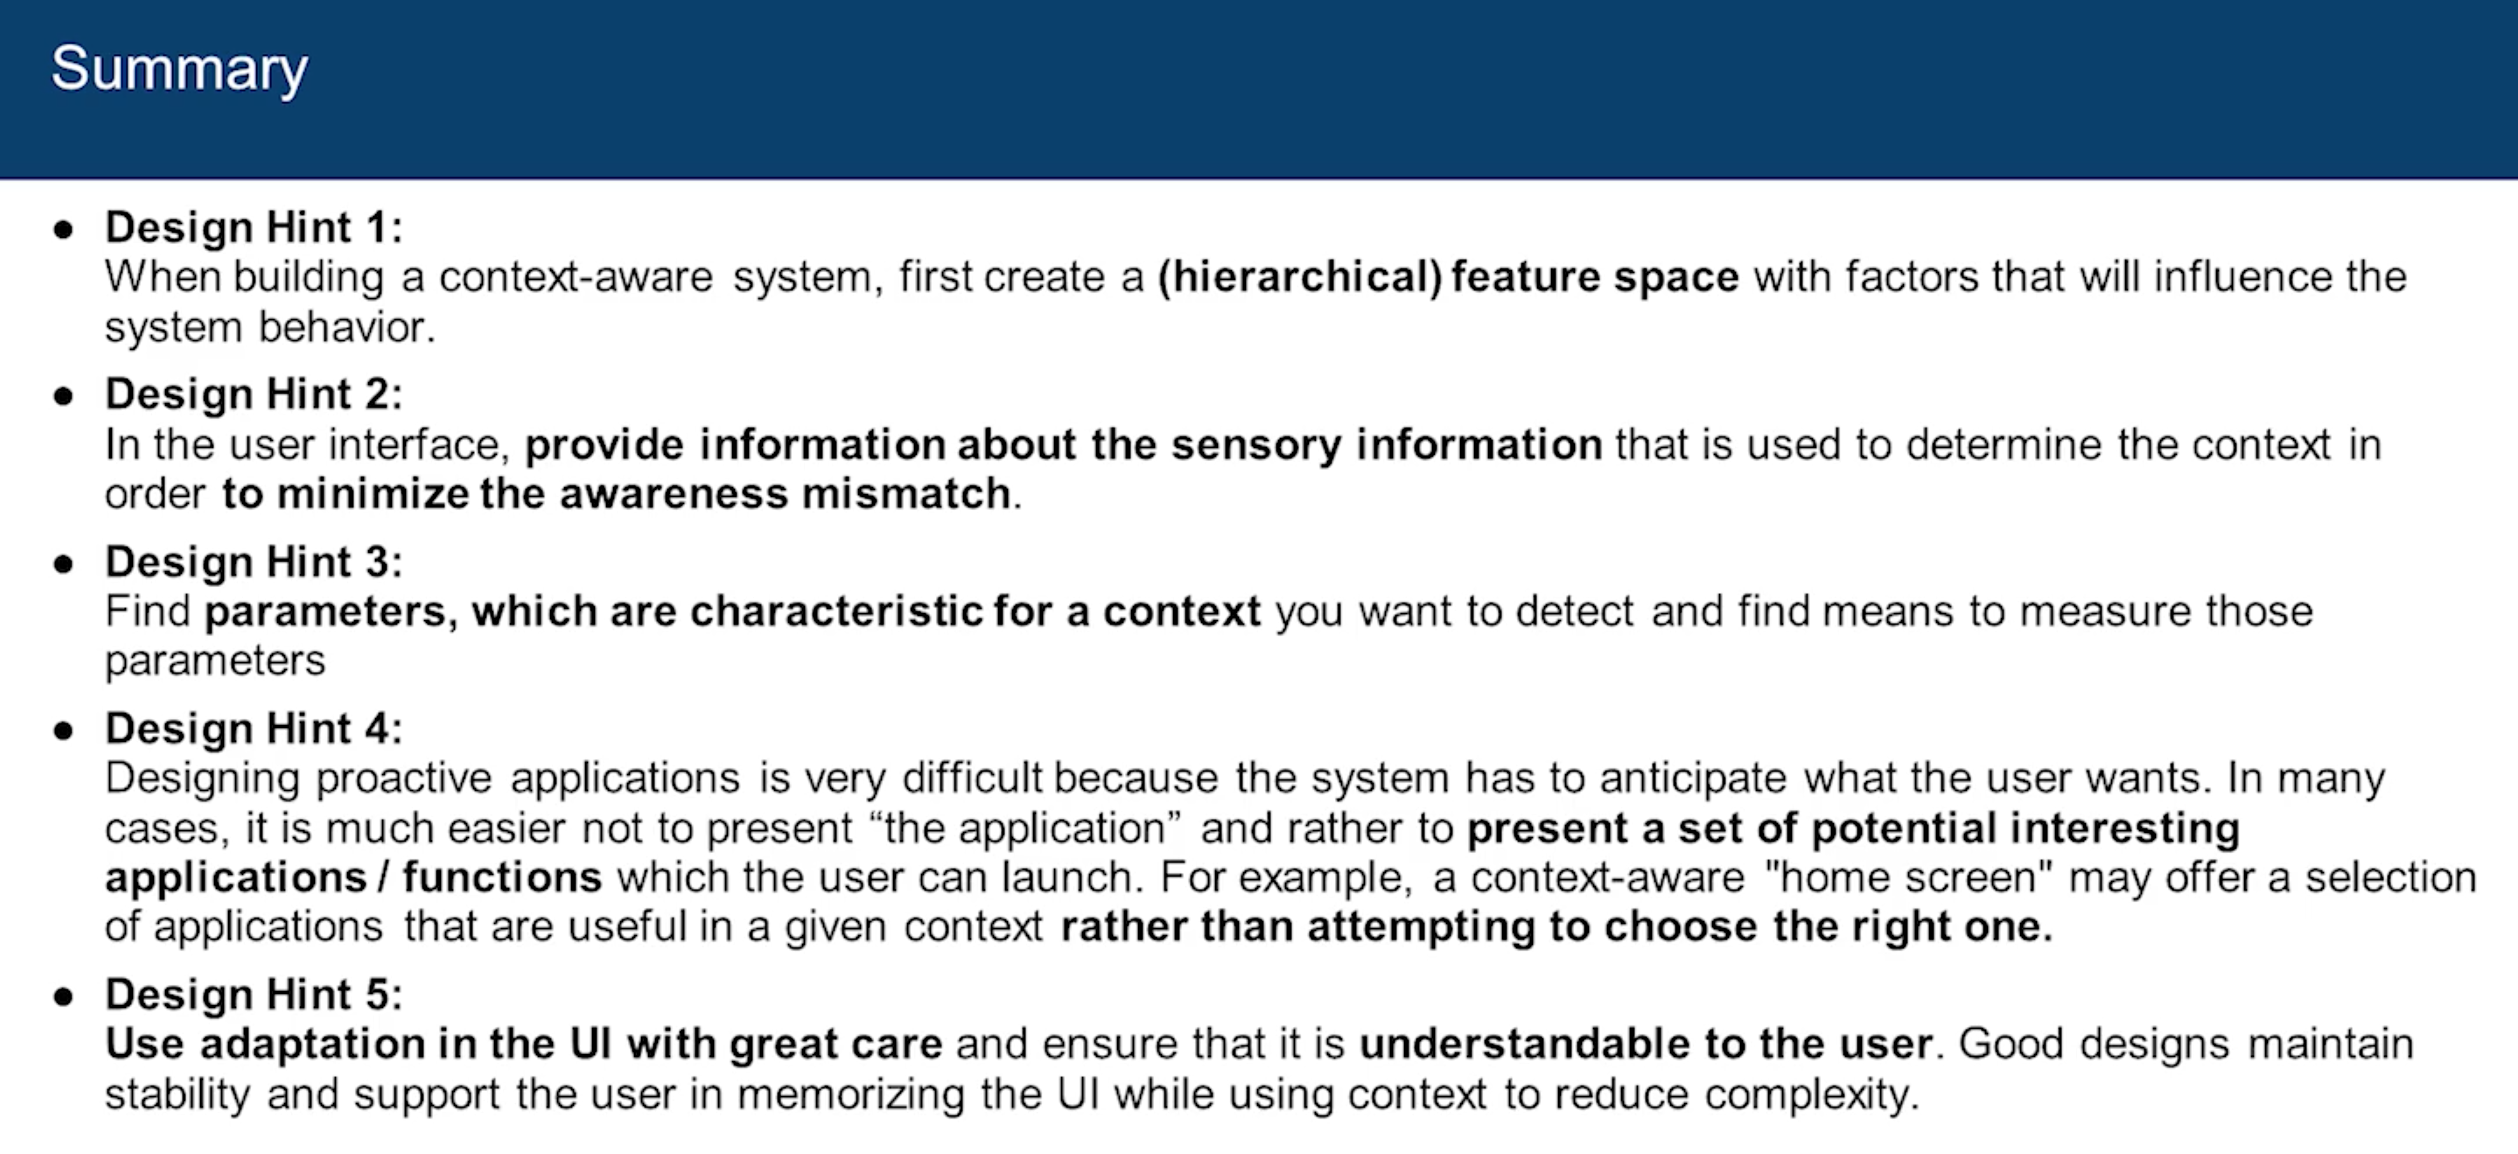 Summary
● Design Hint 1:
When building a context-aware system, first create a (hierarchical) feature space with factors that will influence the
system behavior.
● Design Hint 2:
In the user interface, provide information about the sensory information that is used to determine the context in
order to minimize the awareness mismatch.
● Design Hint 3:
Find parameters, which are characteristic for a context you want to detect and find means to measure those
parameters
● Design Hint 4:
Designing proactive applications is very difficult because the system has to anticipate what the user wants. In many
cases, it is much easier not to present “the application” and rather to present a set of potential interesting
applications / functions which the user can launch. For example, a context-aware "home screen" may offer a selection
of applications that are useful in a given context rather than attempting to choose the right one.
● Design Hint 5:
Use adaptation in the UI with great care and ensure that it is understandable to the user. Good designs maintain
stability and support the user in memorizing the UI while using context to reduce complexity.